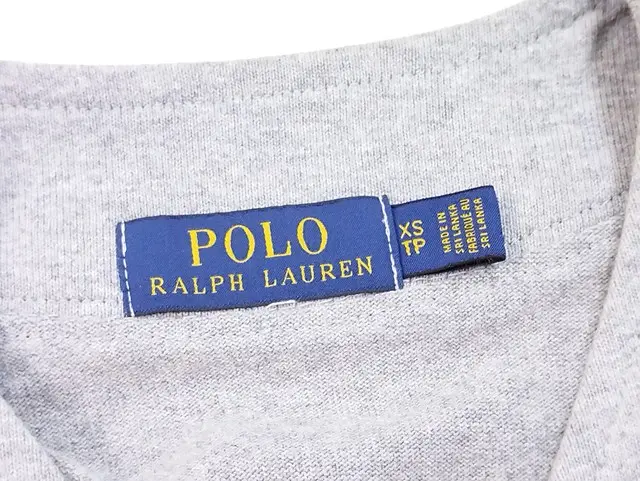 POLO
RALPH LAUREN
XS
TP
MADE IN
SRI LANKA
FABRIQUÉ AU
SRI LANKA